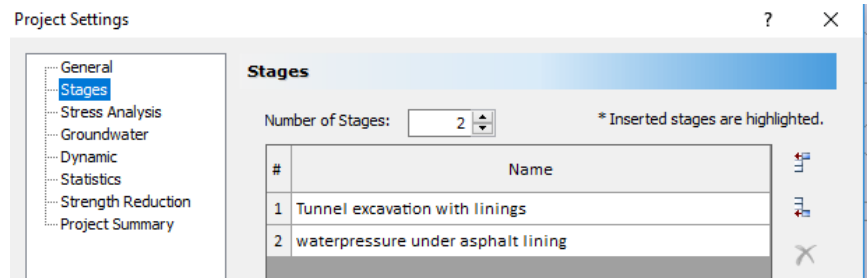 Project Settings ? ×
General
Stages
Stress Analysis
Groundwater
Dynamic
Statistics
Strength Reduction
Project Summary
Stages
Number of Stages: 2 * Inserted stages are highlighted.
# Name
1 Tunnel excavation with linings
2 waterpressure under asphalt lining